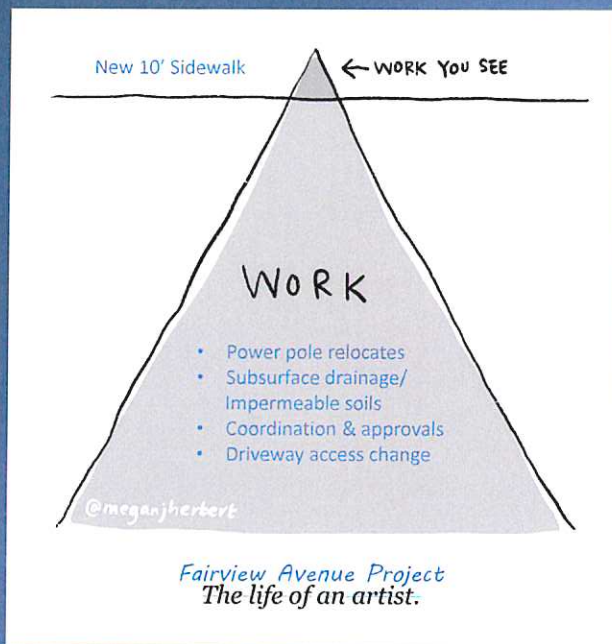 New 10' Sidewalk
← WORK YOU SEE
WORK
• Power pole relocates
• Subsurface drainage/
Impermeable soils
• Coordination & approvals
• Driveway access change
@meganjherbert
Fairview Avenue Project
The life of an artist.